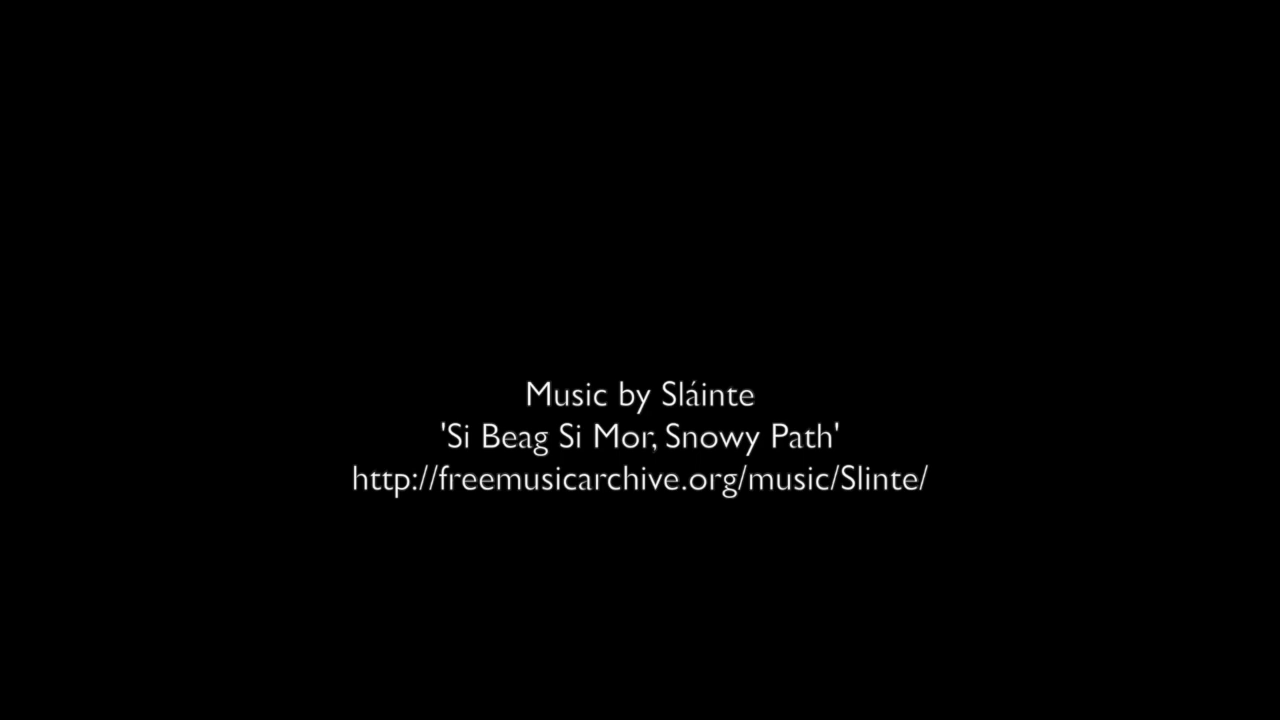 Music by Sláinte
'Si Beag Si Mor, Snowy Path'
http://freemusicarchive.org/music/Slinte/